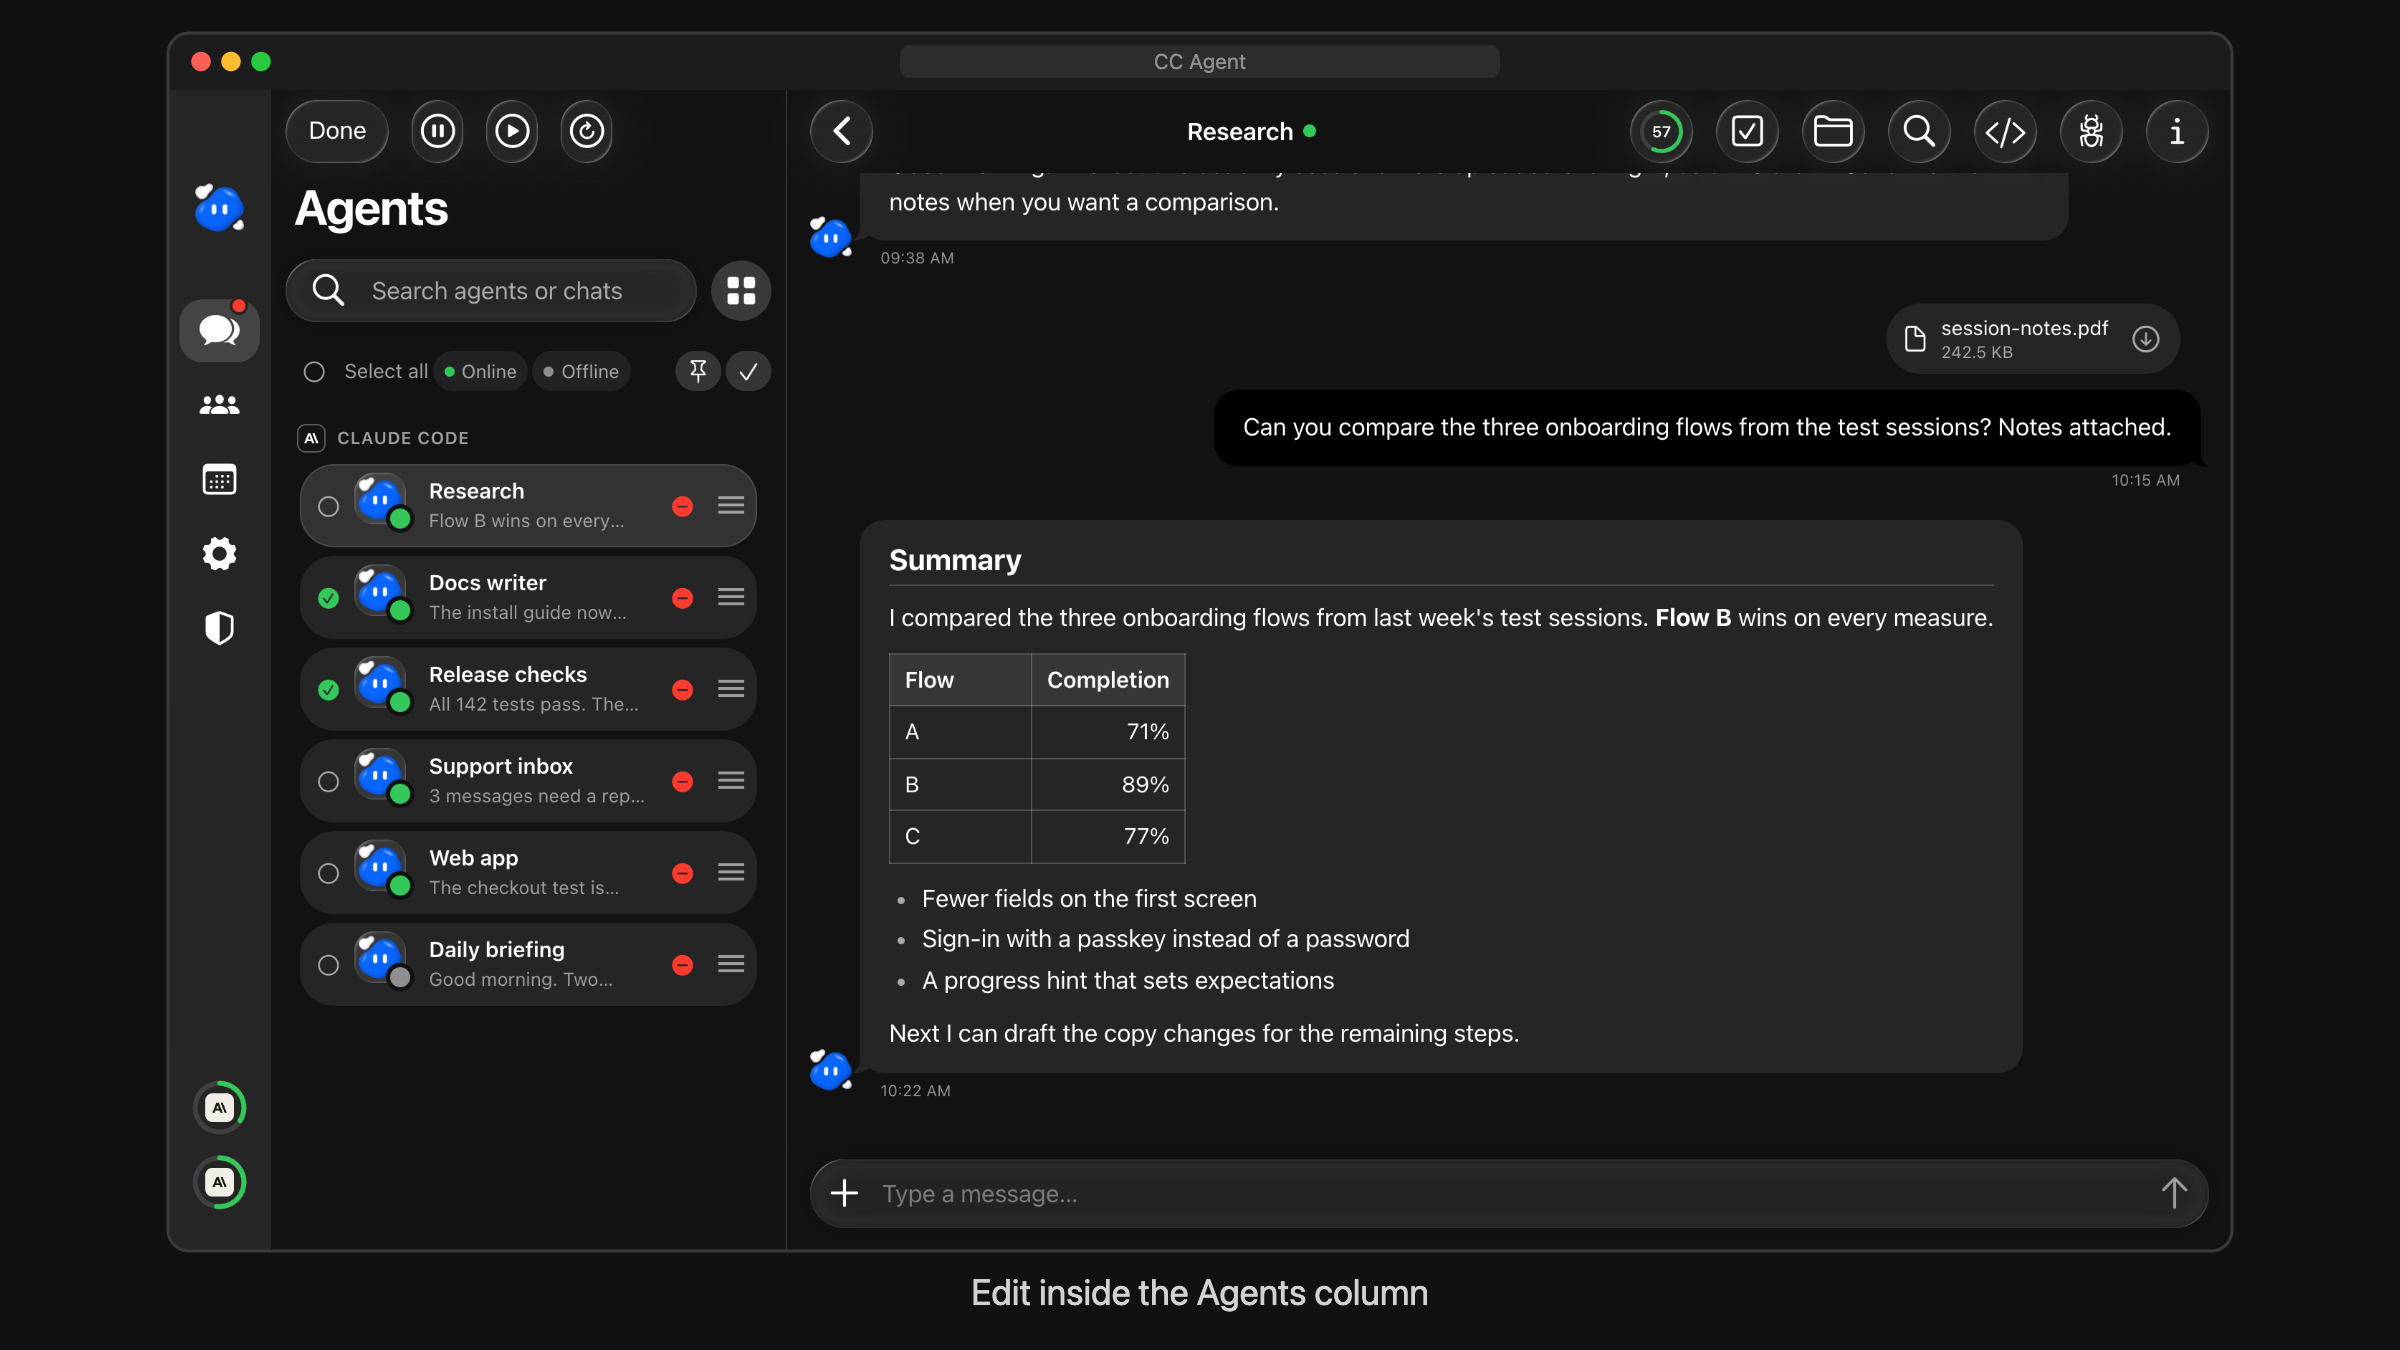 CC Agent
Done
Agents
Search agents or chats
Select all
Online
Offline
CLAUDE CODE
Research
Flow B wins on every...
Docs writer
The install guide now...
Release checks
All 142 tests pass. The...
Support inbox
3 messages need a rep...
Web app
The checkout test is...
Daily briefing
Good morning. Two...
Research
57
notes when you want a comparison.
09:38 AM
session-notes.pdf
242.5 KB
Can you compare the three onboarding flows from the test sessions? Notes attached.
10:15 AM
Summary
I compared the three onboarding flows from last week's test sessions. Flow B wins on every measure.
Flow Completion
A 71%
B 89%
C 77%
• Fewer fields on the first screen
• Sign-in with a passkey instead of a password
• A progress hint that sets expectations
Next I can draft the copy changes for the remaining steps.
10:22 AM
Type a message...
Edit inside the Agents column